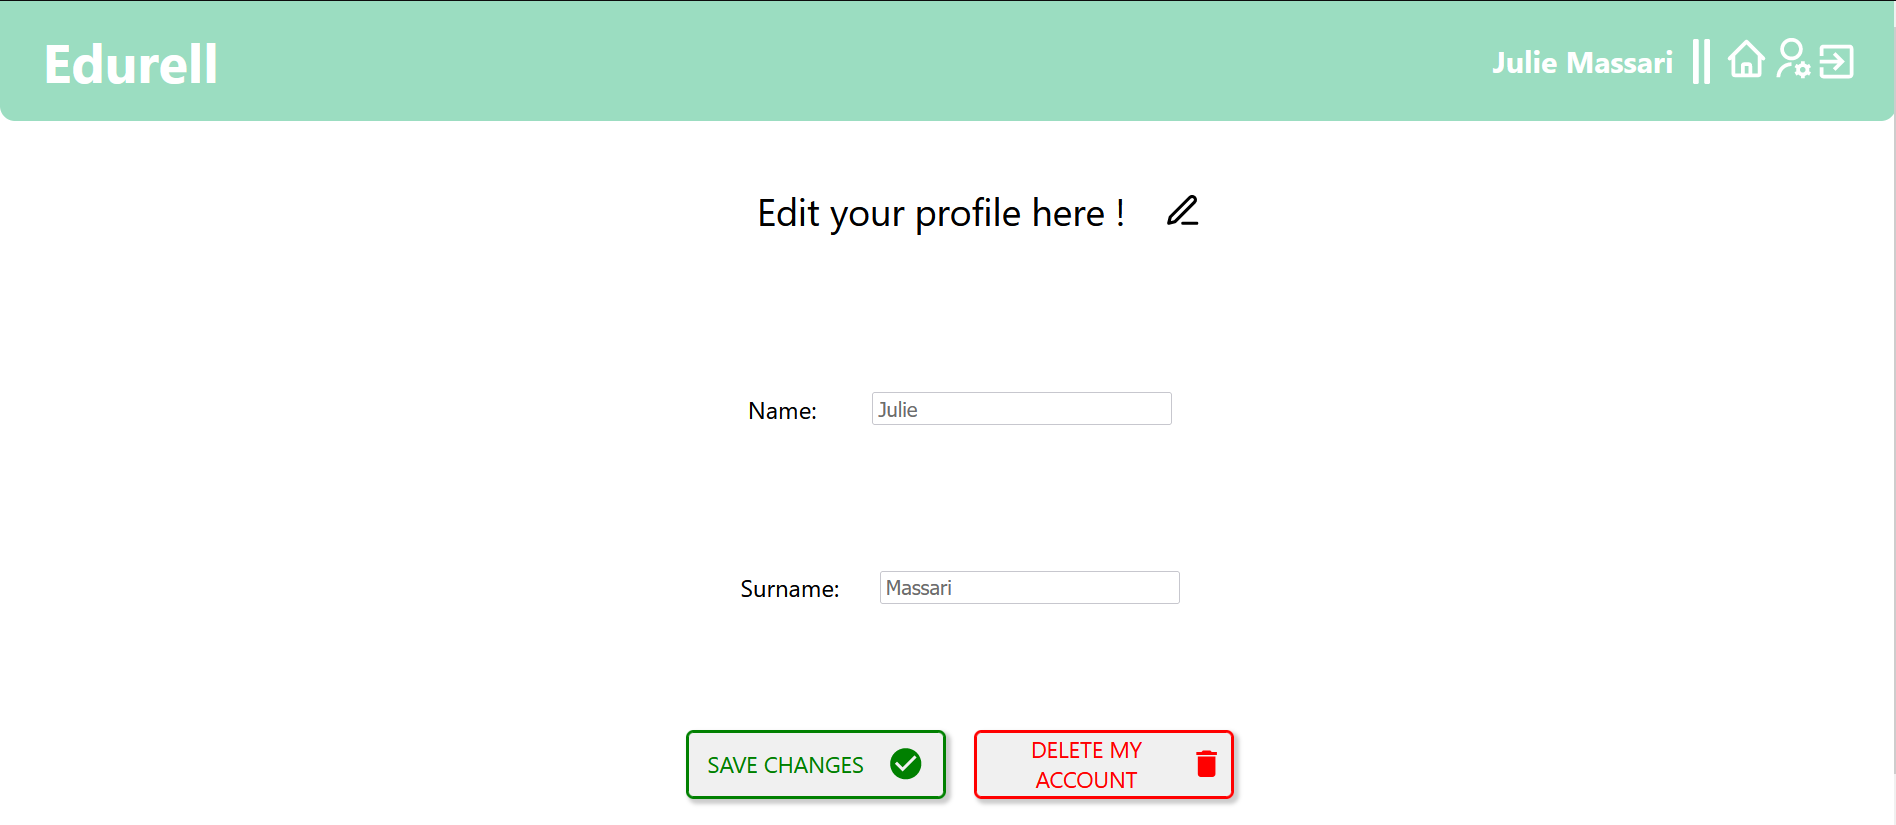 Edurell
Julie Massari
Edit your profile here !
Name:
Julie
Surname:
Massari
SAVE CHANGES
DELETE MY
ACCOUNT